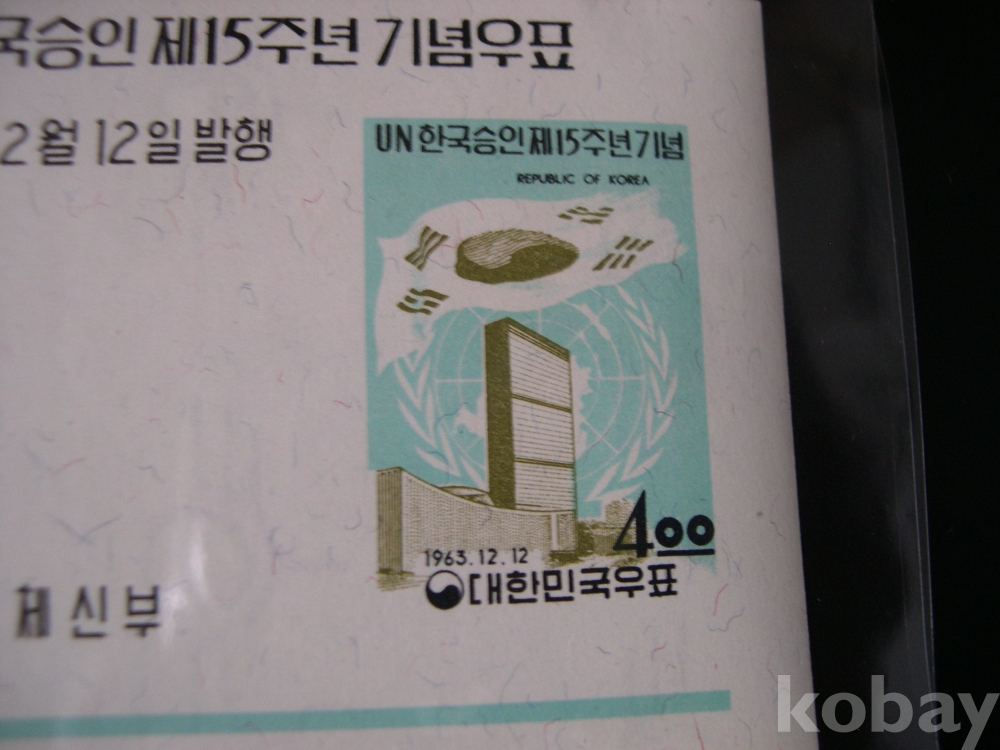 국승인 제15주년 기념우표
2월 12일 발행
UN 한국승인제15주년기념
REPUBLIC OF KOREA
4.00
1963.12.12
대한민국우표
체신부
kobay